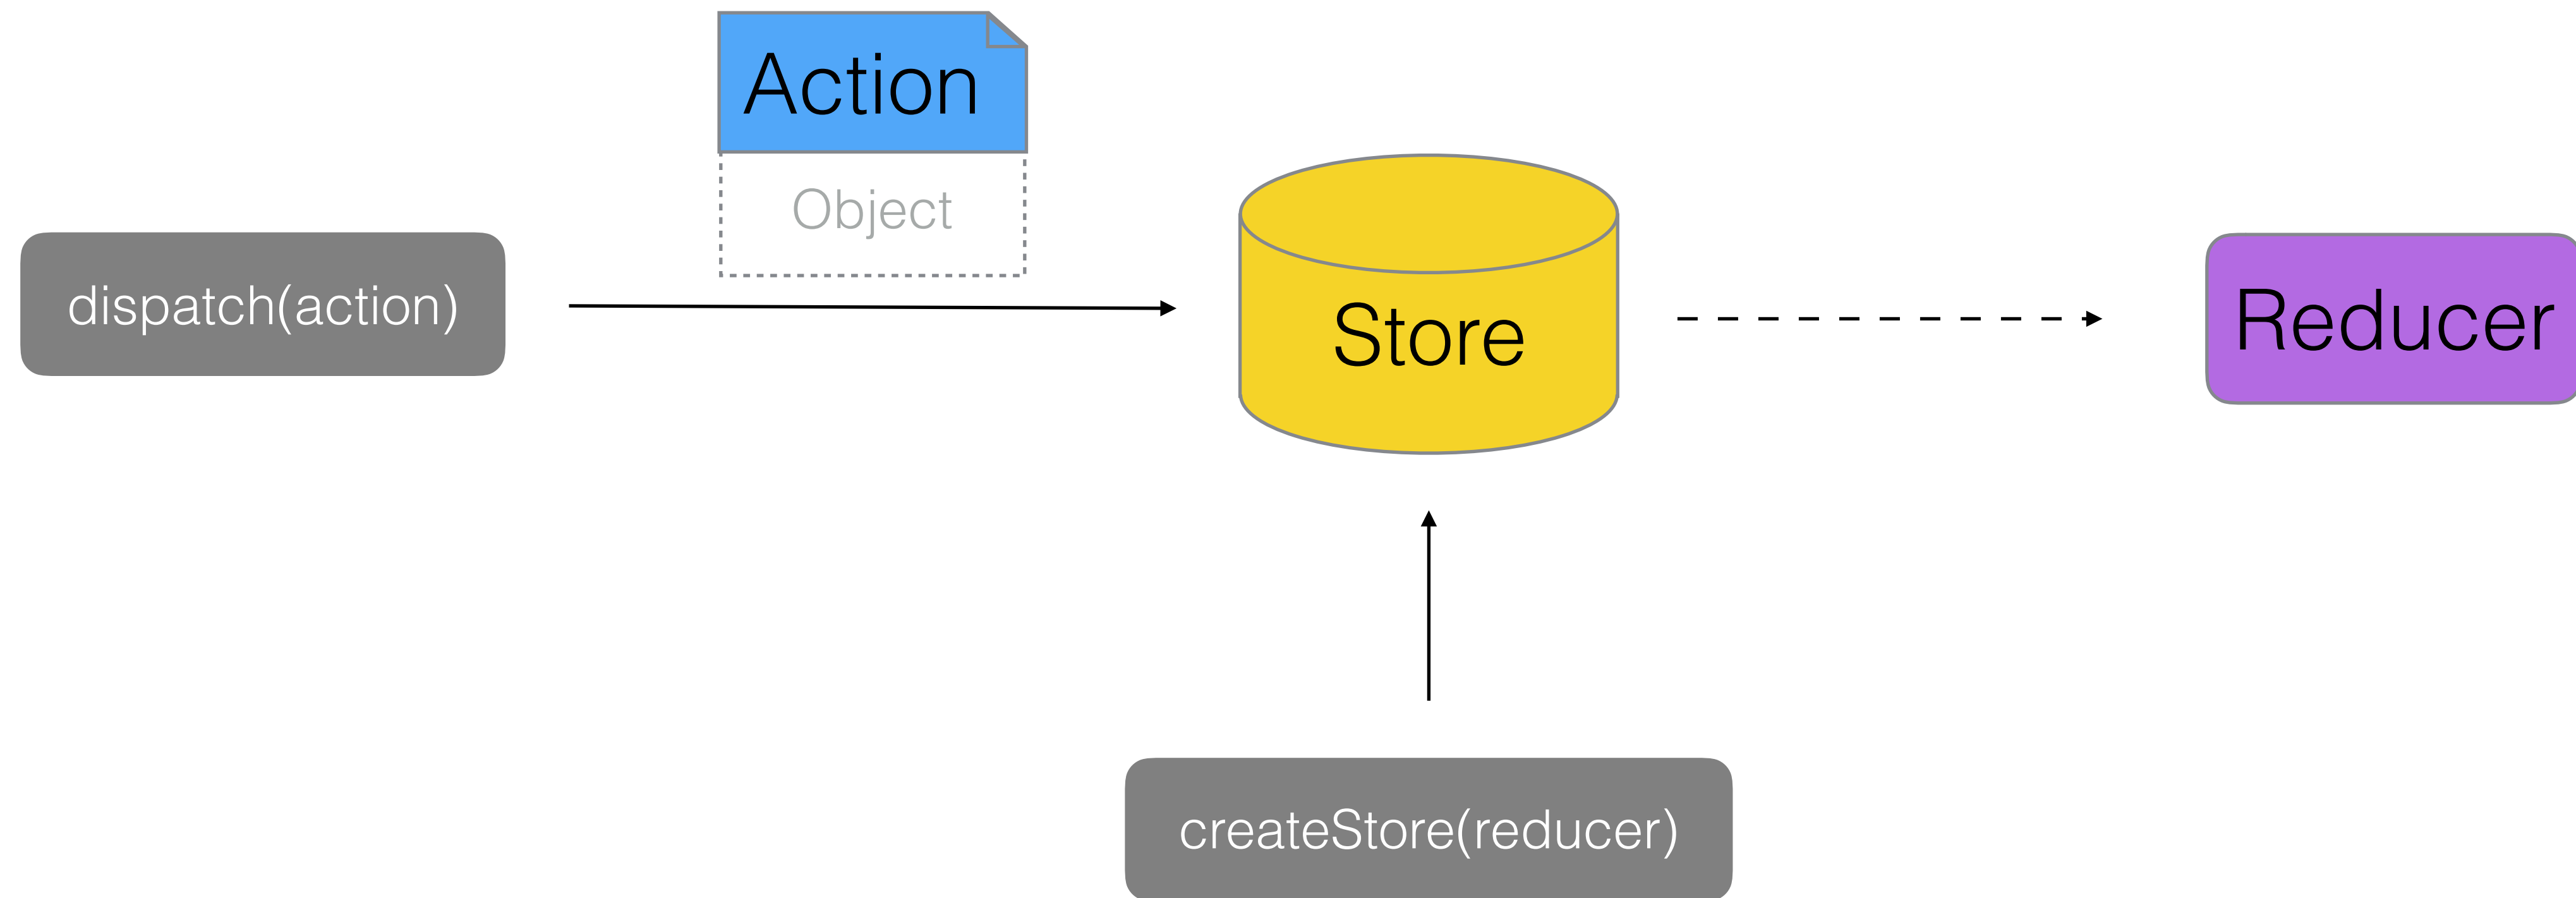 Action
Object
dispatch(action)
Store
Reducer
createStore(reducer)